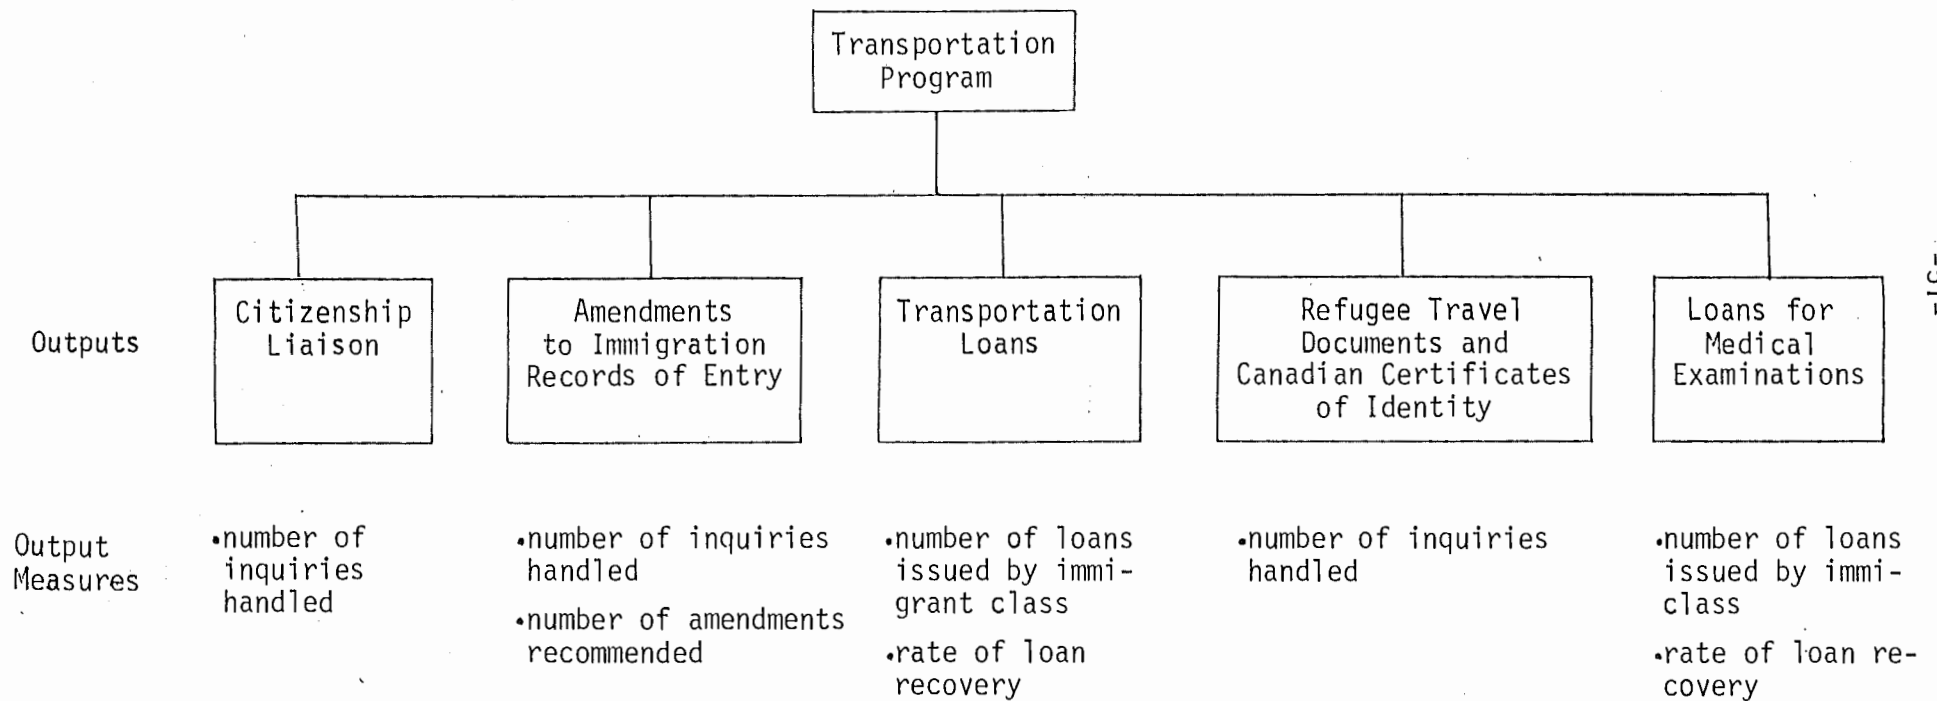 Transportation
Program
Outputs
Citizenship
Liaison
Amendments
to Immigration
Records of Entry
Transportation
Loans
Refugee Travel
Documents and
Canadian Certificates
of Identity
Loans for
Medical
Examinations
Output
Measures
•number of
inquiries
handled
•number of inquiries
handled
•number of amendments
recommended
•number of loans
issued by immi-
grant class
•rate of loan
recovery
•number of inquiries
handled
•number of loans
issued by immi-
class
•rate of loan re-
covery